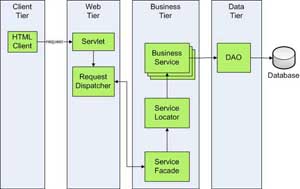 Client
Tier
Web
Tier
Business
Tier
Data
Tier
HTML
Client
request
Servlet
Request
Dispatcher
Business
Service
DAO
Database
Service
Locator
Service
Facade